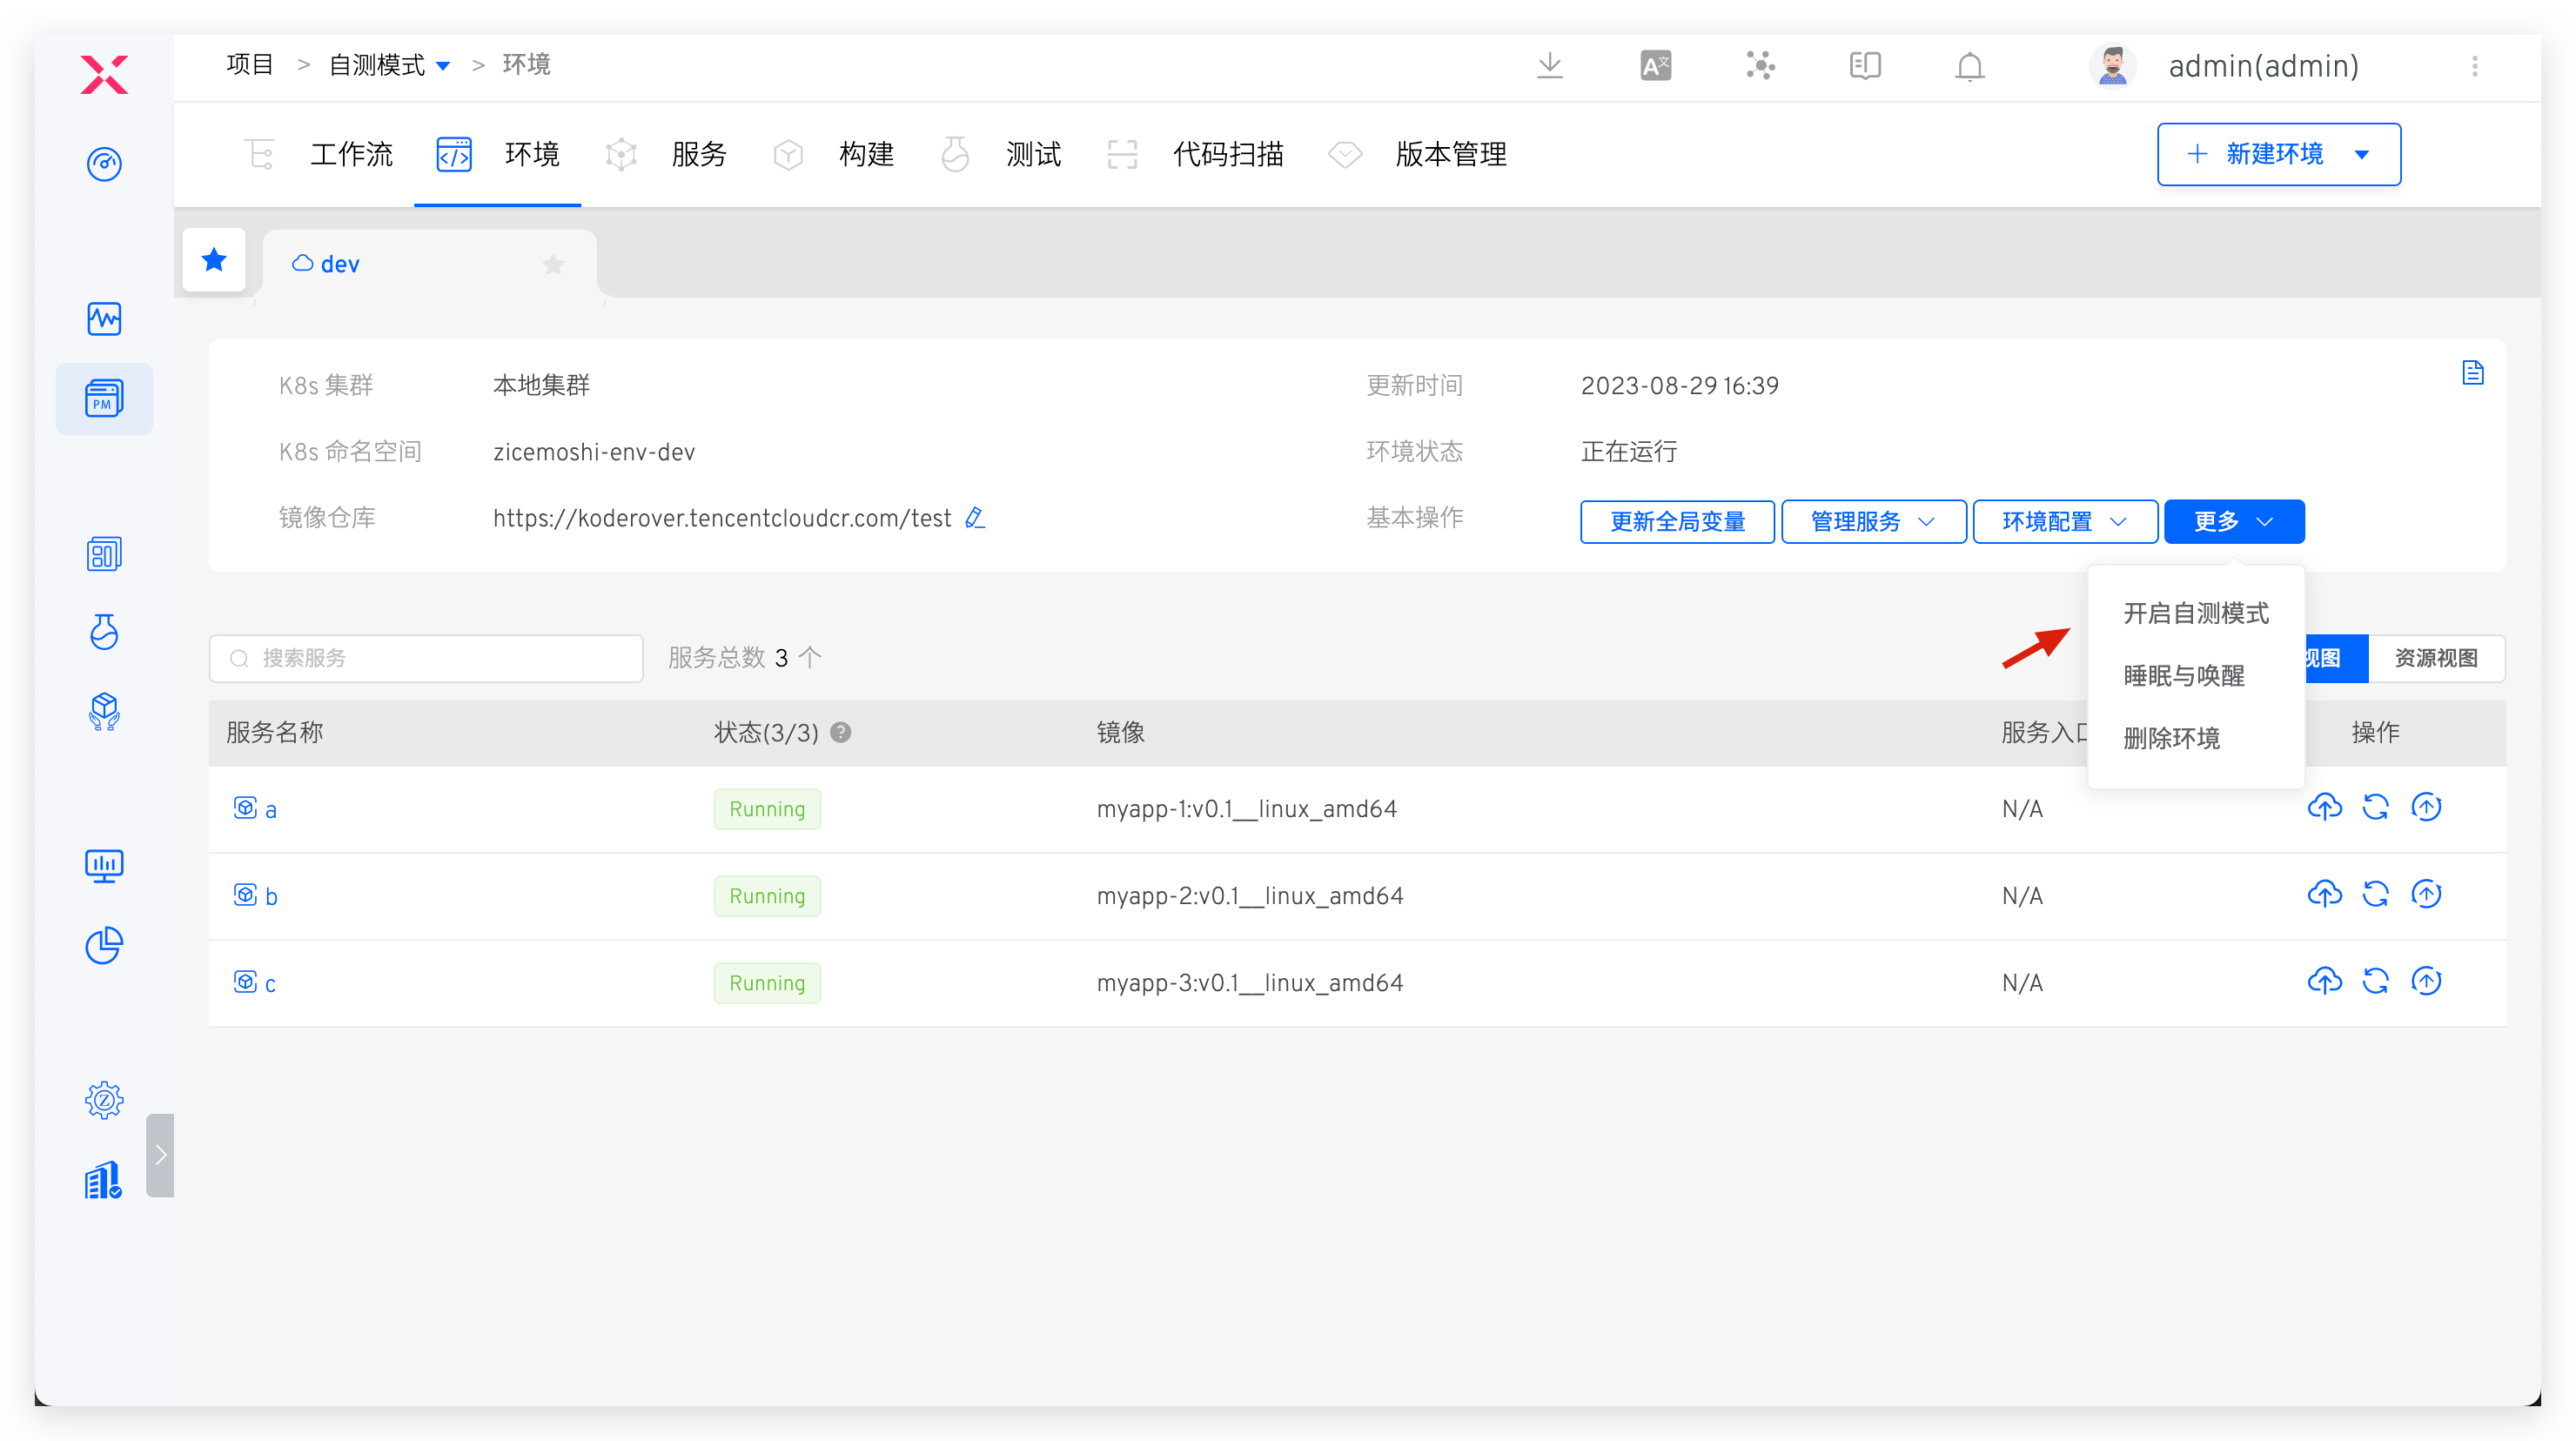 项目 > 自测模式 > 环境
admin(admin)
工作流 环境 服务 构建 测试 代码扫描 版本管理
新建环境
dev
PM
K8s 集群 本地集群 更新时间 2023-08-29 16:39
K8s 命名空间 zicemoshi-env-dev 环境状态 正在运行
镜像仓库 https://koderover.tencentcloudcr.com/test 基本操作 更新全局变量 管理服务 环境配置 更多
开启自测模式
睡眠与唤醒
删除环境
搜索服务 服务总数 3 个 视图 资源视图
服务名称 状态(3/3) 镜像 服务入口 操作
a Running myapp-1:v0.1__linux_amd64 N/A
b Running myapp-2:v0.1__linux_amd64 N/A
c Running myapp-3:v0.1__linux_amd64 N/A